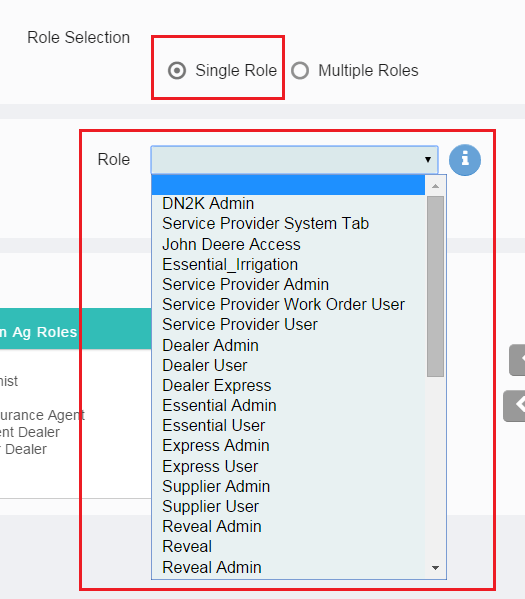 Role Selection
Single Role Multiple Roles
Role
DN2K Admin
Service Provider System Tab
John Deere Access
Essential_Irrigation
Service Provider Admin
Service Provider Work Order User
Service Provider User
Dealer Admin
Dealer User
Dealer Express
Essential Admin
Essential User
Express Admin
Express User
Supplier Admin
Supplier User
Reveal Admin
Reveal
Reveal Admin
n Ag Roles
nist
urance Agent
ent Dealer
Dealer